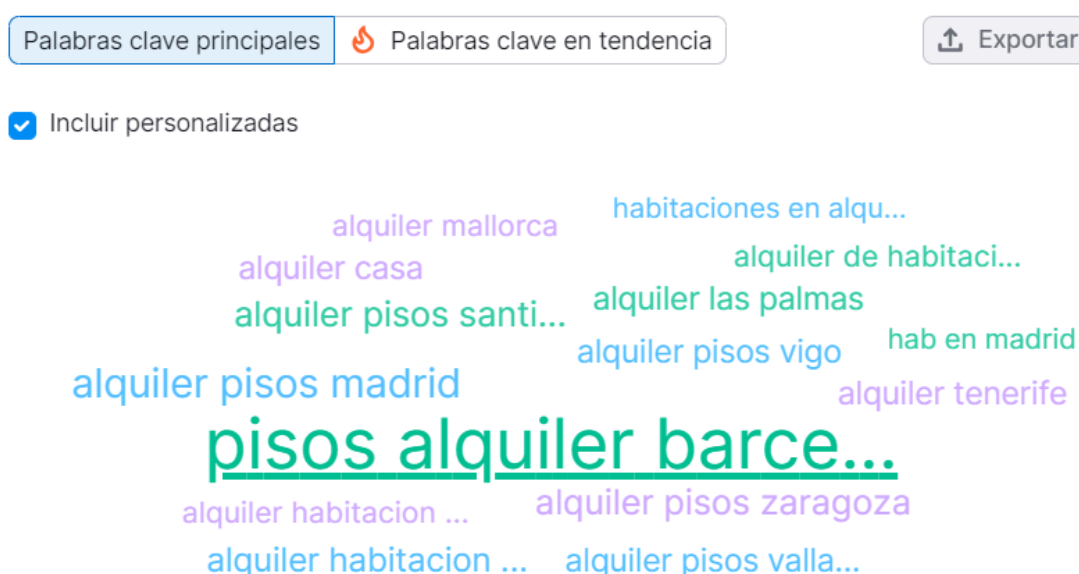 Palabras clave principales
Palabras clave en tendencia
Exportar
Incluir personalizadas
habitaciones en alqu...
alquiler mallorca
alquiler de habitaci...
alquiler casa
alquiler las palmas
alquiler pisos santi...
hab en madrid
alquiler pisos vigo
alquiler pisos madrid
alquiler tenerife
pisos alquiler barce...
alquiler habitacion ...
alquiler pisos zaragoza
alquiler habitacion ...
alquiler pisos valla...